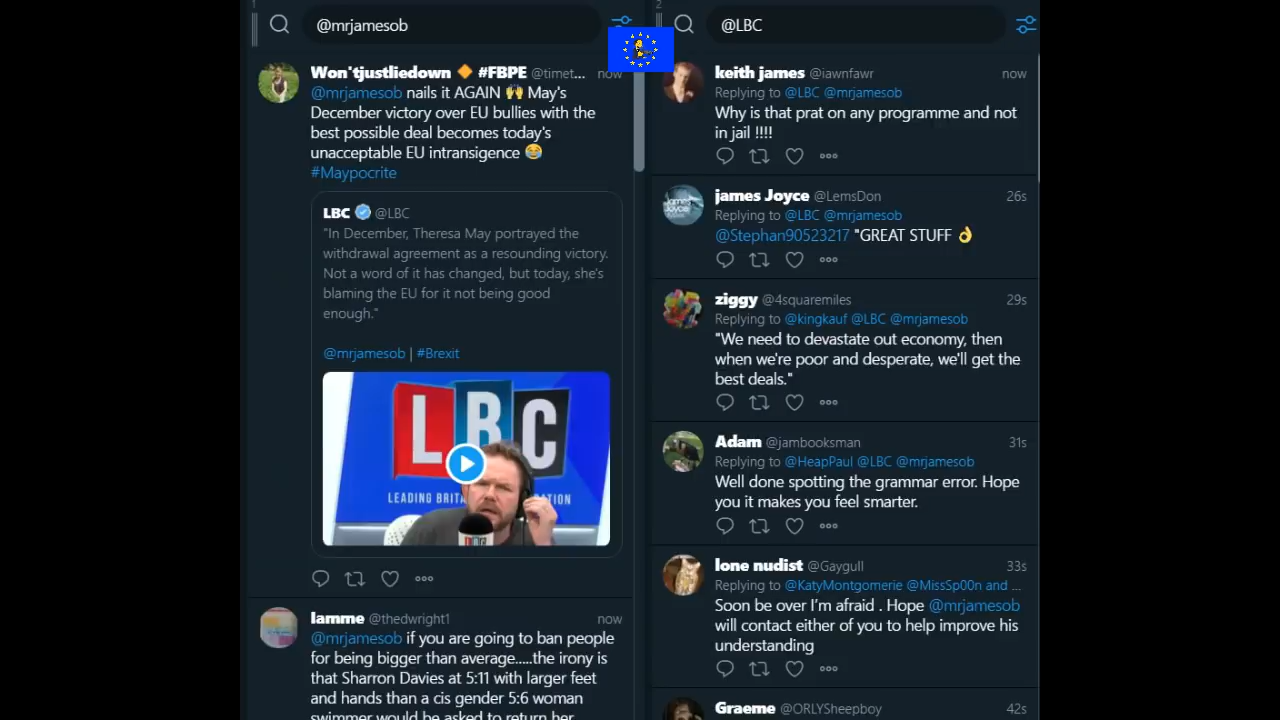 1
@mrjamesob
Won'tjustliedown 🔶 #FBPE @timet... now
@mrjamesob nails it AGAIN 🙌 May's
December victory over EU bullies with the
best possible deal becomes today's
unacceptable EU intransigence 😂
#Maypocrite
LBC @LBC
"In December, Theresa May portrayed the
withdrawal agreement as a resounding victory.
Not a word of it has changed, but today, she's
blaming the EU for it not being good
enough."
@mrjamesob | #Brexit
LBC
LEADING
Iamme @thedwright1 now
@mrjamesob if you are going to ban people
for being bigger than average.....the irony is
that Sharron Davies at 5:11 with larger feet
and hands than a cis gender 5:6 woman
swimmer would be asked to return her
2
@LBC
keith james @iawnfawr now
Replying to @LBC @mrjamesob
Why is that prat on any programme and not
in jail !!!!
james Joyce @LemsDon 26s
Replying to @LBC @mrjamesob
@Stephan90523217 "GREAT STUFF 👌
ziggy @4squaremiles 29s
Replying to @kingkauf @LBC @mrjamesob
"We need to devastate out economy, then
when we're poor and desperate, we'll get the
best deals."
Adam @jambooksman 31s
Replying to @HeapPaul @LBC @mrjamesob
Well done spotting the grammar error. Hope
you it makes you feel smarter.
lone nudist @Gaygull 33s
Replying to @KatyMontgomerie @MissSp00n and ...
Soon be over I'm afraid . Hope @mrjamesob
will contact either of you to help improve his
understanding
Graeme @ORLYSheepboy 42s